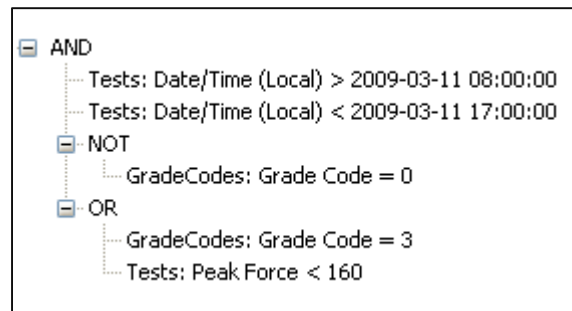 AND
Tests: Date/Time (Local) > 2009-03-11 08:00:00
Tests: Date/Time (Local) < 2009-03-11 17:00:00
NOT
GradeCodes: Grade Code = 0
OR
GradeCodes: Grade Code = 3
Tests: Peak Force < 160